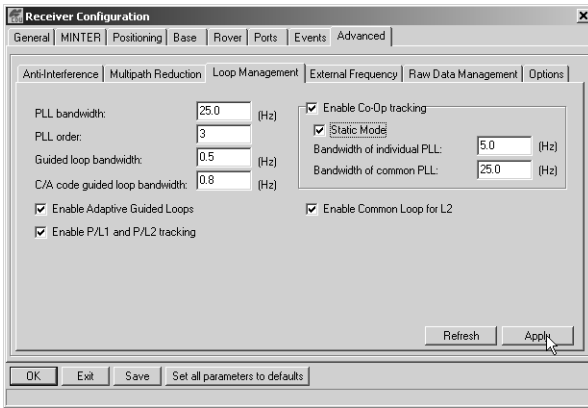 Receiver Configuration
General MINTER Positioning Base Rover Ports Events Advanced
Anti-Interference Multipath Reduction Loop Management External Frequency Raw Data Management Options
PLL bandwidth: 25.0 (Hz)
PLL order: 3
Guided loop bandwidth: 0.5 (Hz)
C/A code guided loop bandwidth: 0.8 (Hz)
Enable Adaptive Guided Loops
Enable P/L1 and P/L2 tracking
Enable Co-Op tracking
Static Mode
Bandwidth of individual PLL: 5.0 (Hz)
Bandwidth of common PLL: 25.0 (Hz)
Enable Common Loop for L2
Refresh Apply
OK Exit Save Set all parameters to defaults